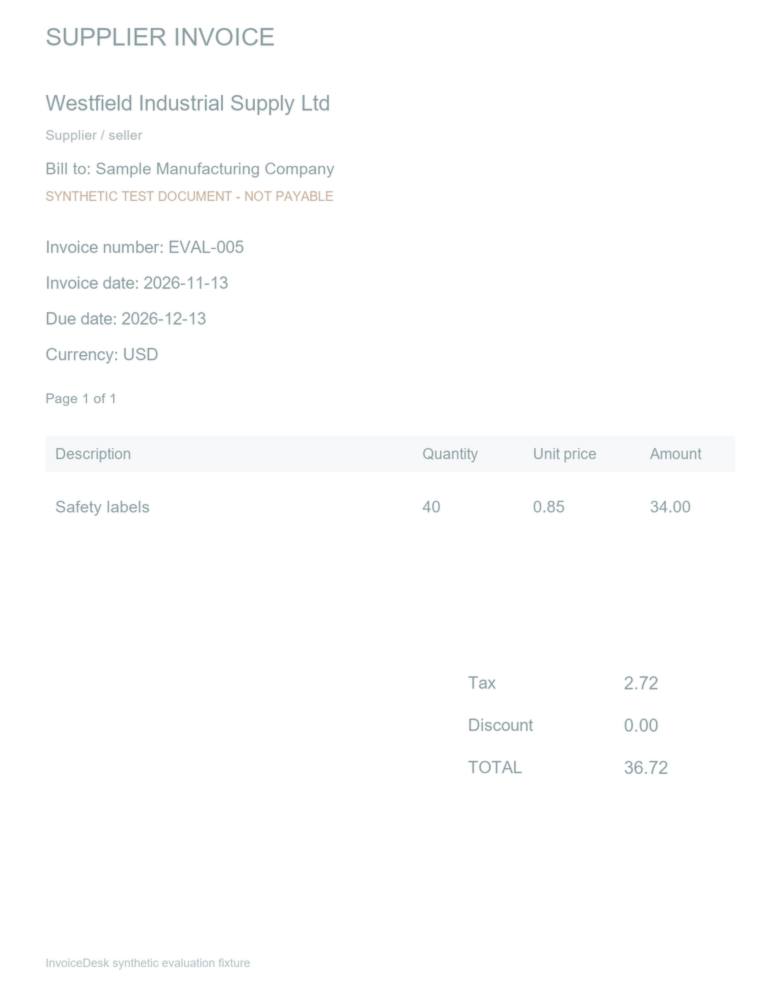 SUPPLIER INVOICE
Westfield Industrial Supply Ltd
Supplier / seller
Bill to: Sample Manufacturing Company
SYNTHETIC TEST DOCUMENT - NOT PAYABLE
Invoice number: EVAL-005
Invoice date: 2026-11-13
Due date: 2026-12-13
Currency: USD
Page 1 of 1
Description Quantity Unit price Amount
Safety labels 40 0.85 34.00
Tax 2.72
Discount 0.00
TOTAL 36.72
InvoiceDesk synthetic evaluation fixture